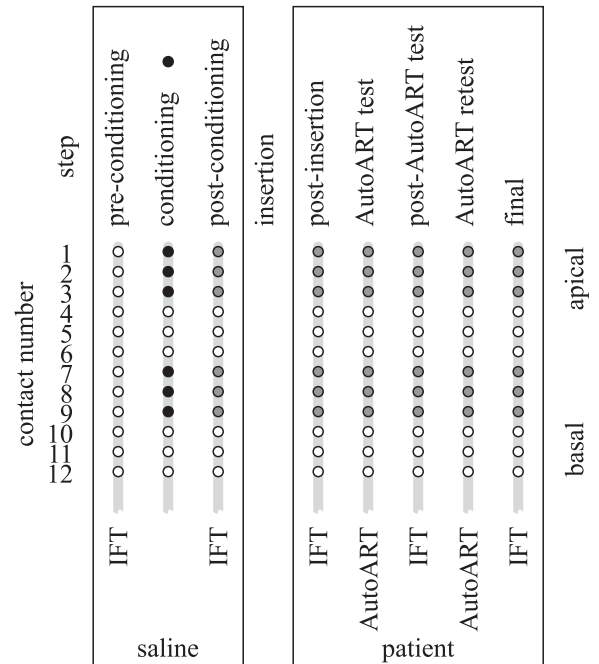 step
pre-conditioning
conditioning
post-conditioning
insertion
post-insertion
AutoART test
post-AutoART test
AutoART retest
final
contact number
1
2
3
4
5
6
7
8
9
10
11
12
apical
basal
IFT
IFT
IFT
AutoART
IFT
AutoART
IFT
saline
patient